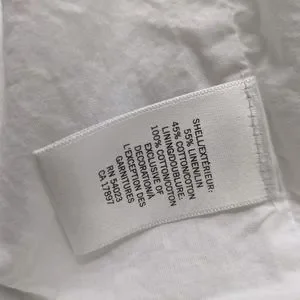 SHELL/EXTÉRIEUR:
55% LINEN/LIN
45% COTTON/COTON
LINING/DOUBLURE:
100% COTTON/COTON
EXCLUSIVE OF
DECORATION/À
L'EXCEPTION DES
GARNITURES
RN 54023
CA 17897